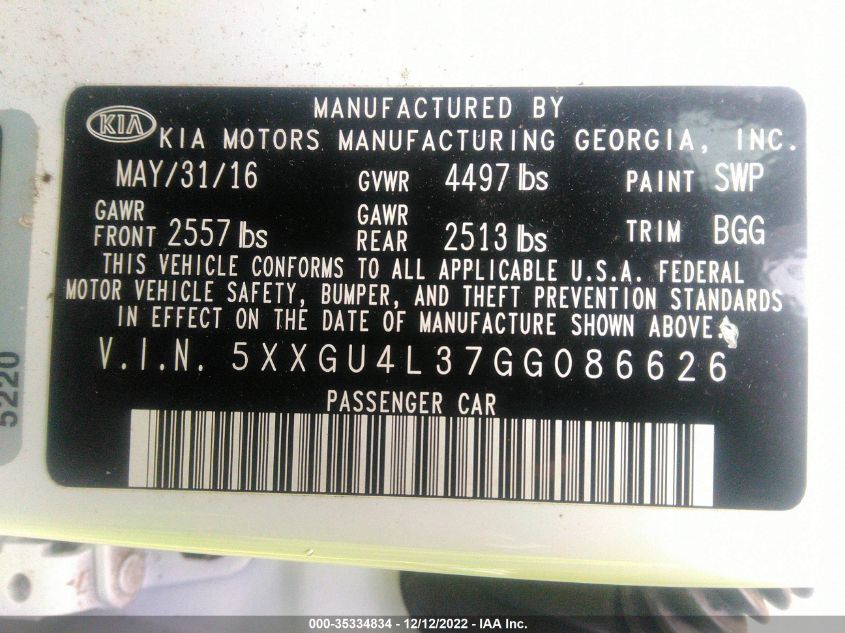 MANUFACTURED BY
KIA
KIA MOTORS MANUFACTURING GEORGIA, INC.
MAY/31/16 GVWR 4497 lbs PAINT SWP
GAWR FRONT 2557 lbs GAWR REAR 2513 lbs TRIM BGG
THIS VEHICLE CONFORMS TO ALL APPLICABLE U.S.A. FEDERAL
MOTOR VEHICLE SAFETY, BUMPER, AND THEFT PREVENTION STANDARDS
IN EFFECT ON THE DATE OF MANUFACTURE SHOWN ABOVE.
V.I.N. 5XXGU4L37GG086626
PASSENGER CAR
5220
000-35334834 - 12/12/2022 - IAA Inc.